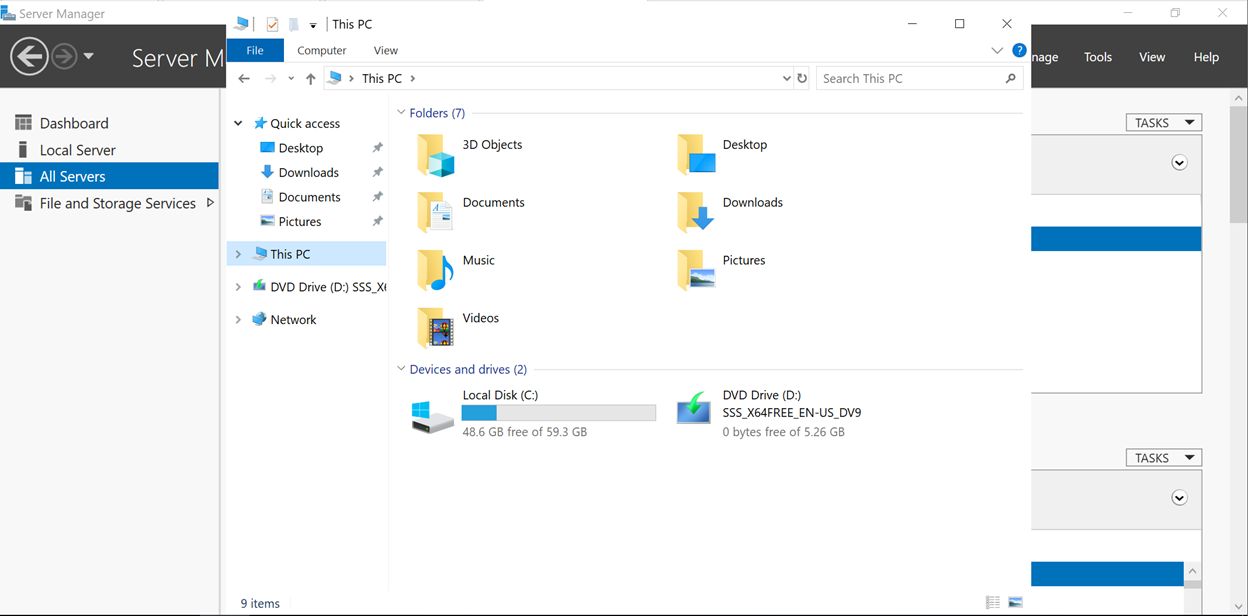 Server Manager
This PC
File Computer View
Server M
nage Tools View Help
This PC
Search This PC
Dashboard
Local Server
All Servers
File and Storage Services
Quick access
Desktop
Downloads
Documents
Pictures
This PC
DVD Drive (D:) SSS_X6
Network
Folders (7)
3D Objects
Desktop
Documents
Downloads
Music
Pictures
Videos
Devices and drives (2)
Local Disk (C:)
48.6 GB free of 59.3 GB
DVD Drive (D:)
SSS_X64FREE_EN-US_DV9
0 bytes free of 5.26 GB
TASKS
TASKS
9 items